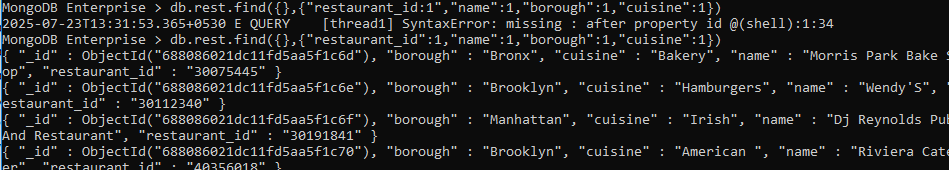 MongoDB Enterprise > db.rest.find({},{"restaurant_id:1","name":1,"borough":1,"cuisine":1})
2025-07-23T13:31:53.365+0530 E QUERY    [thread1] SyntaxError: missing : after property id @(shell):1:34
MongoDB Enterprise > db.rest.find({},{"restaurant_id":1,"name":1,"borough":1,"cuisine":1})
{ "_id" : ObjectId("688086021dc11fd5aa5f1c6d"), "borough" : "Bronx", "cuisine" : "Bakery", "name" : "Morris Park Bake S
op", "restaurant_id" : "30075445" }
{ "_id" : ObjectId("688086021dc11fd5aa5f1c6e"), "borough" : "Brooklyn", "cuisine" : "Hamburgers", "name" : "Wendy'S", "
estaurant_id" : "30112340" }
{ "_id" : ObjectId("688086021dc11fd5aa5f1c6f"), "borough" : "Manhattan", "cuisine" : "Irish", "name" : "Dj Reynolds Pub
And Restaurant", "restaurant_id" : "30191841" }
{ "_id" : ObjectId("688086021dc11fd5aa5f1c70"), "borough" : "Brooklyn", "cuisine" : "American ", "name" : "Riviera Cate
er", "restaurant_id" : "40356018" }